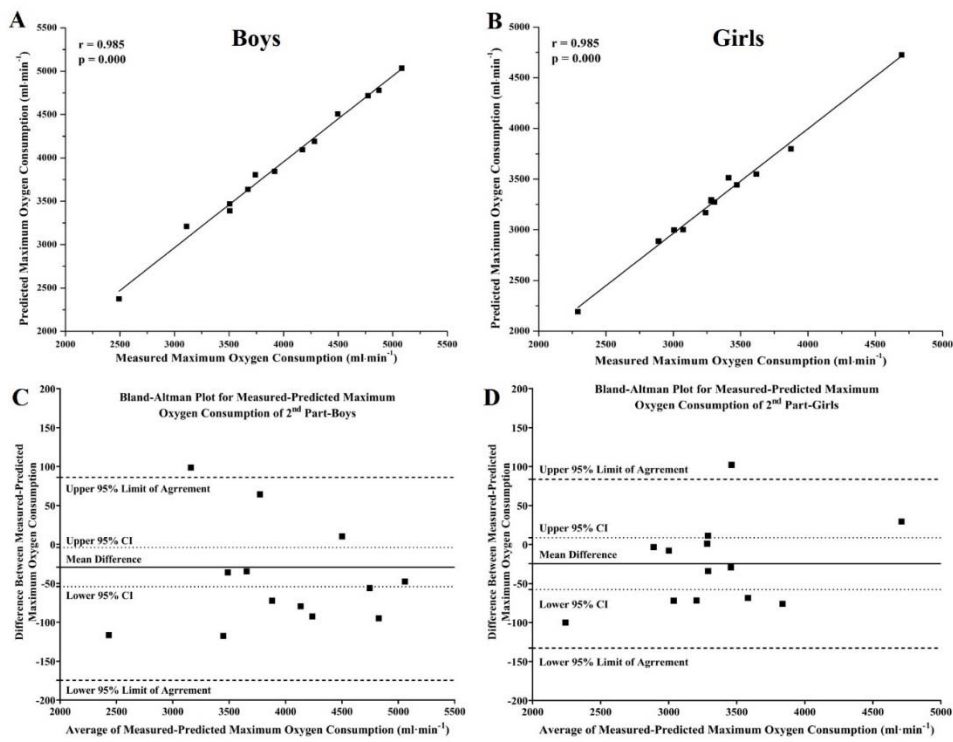 A
Boys
r = 0.985
p = 0.000
5500
5000
4500
4000
3500
3000
2500
2000
2000 2500 3000 3500 4000 4500 5000 5500
Predicted Maximum Oxygen Consumption (ml·min⁻¹)
Measured Maximum Oxygen Consumption (ml·min⁻¹)
B
Girls
r = 0.985
p = 0.000
5000
4500
4000
3500
3000
2500
2000
2000 2500 3000 3500 4000 4500 5000
Predicted Maximum Oxygen Consumption (ml·min⁻¹)
Measured Maximum Oxygen Consumption (ml·min⁻¹)
C
Bland-Altman Plot for Measured-Predicted Maximum
Oxygen Consumption of 2nd Part-Boys
200
150
100
50
0
-50
-100
-150
-200
Upper 95% Limit of Agrrement
Upper 95% CI
Mean Difference
Lower 95% CI
Lower 95% Limit of Agrrement
2000 2500 3000 3500 4000 4500 5000 5500
Difference Between Measured-Predicted
Maximum Oxygen Consumption
Average of Measured-Predicted Maximum Oxygen Consumption (ml·min⁻¹)
D
Bland-Altman Plot for Measured-Predicted Maximum
Oxygen Consumption of 2nd Part-Girls
200
150
100
50
0
-50
-100
-150
-200
Upper 95% Limit of Agrrement
Upper 95% CI
Mean Difference
Lower 95% CI
Lower 95% Limit of Agrrement
2000 2500 3000 3500 4000 4500 5000
Difference Between Measured-Predicted
Maximum Oxygen Consumption
Average of Measured-Predicted Maximum Oxygen Consumption (ml·min⁻¹)